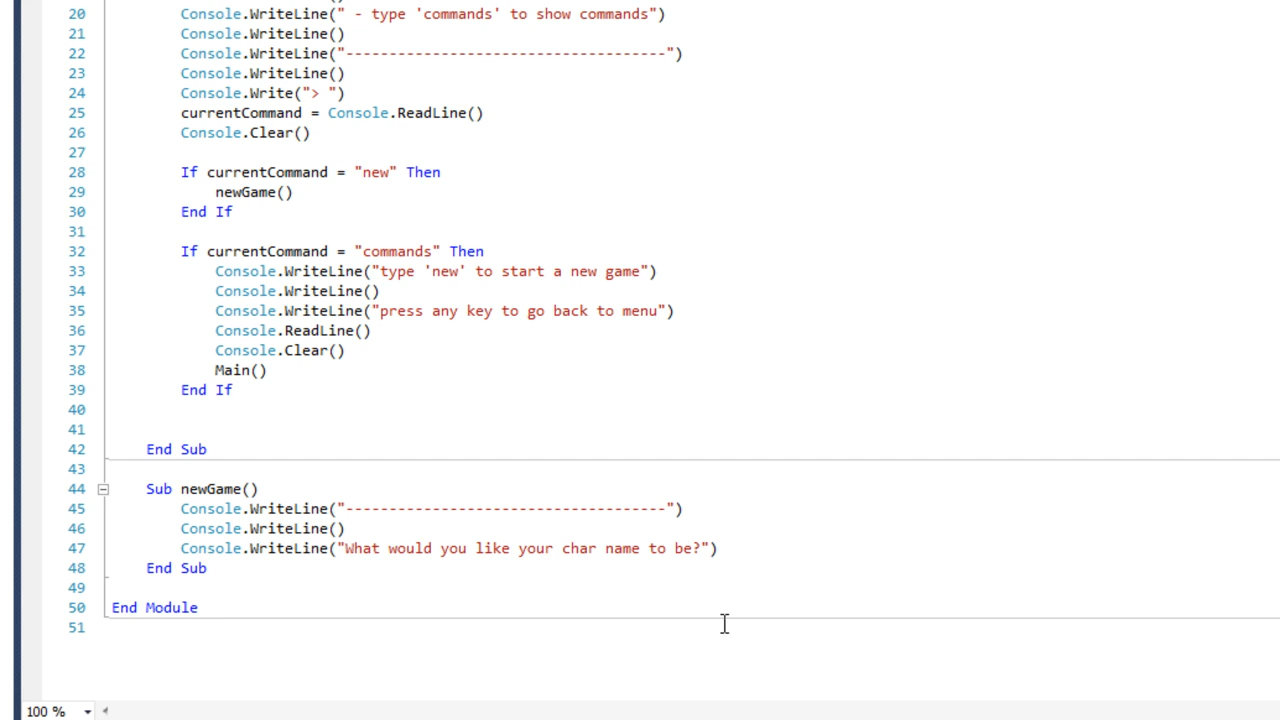 20 Console.WriteLine(" - type 'commands' to show commands")
21 Console.WriteLine()
22 Console.WriteLine("-------------------------------------")
23 Console.WriteLine()
24 Console.Write("> ")
25 currentCommand = Console.ReadLine()
26 Console.Clear()
27
28 If currentCommand = "new" Then
29 newGame()
30 End If
31
32 If currentCommand = "commands" Then
33 Console.WriteLine("type 'new' to start a new game")
34 Console.WriteLine()
35 Console.WriteLine("press any key to go back to menu")
36 Console.ReadLine()
37 Console.Clear()
38 Main()
39 End If
40
41
42 End Sub
43
44 Sub newGame()
45 Console.WriteLine("-------------------------------------")
46 Console.WriteLine()
47 Console.WriteLine("What would you like your char name to be?")
48 End Sub
49
50 End Module
51
100 %